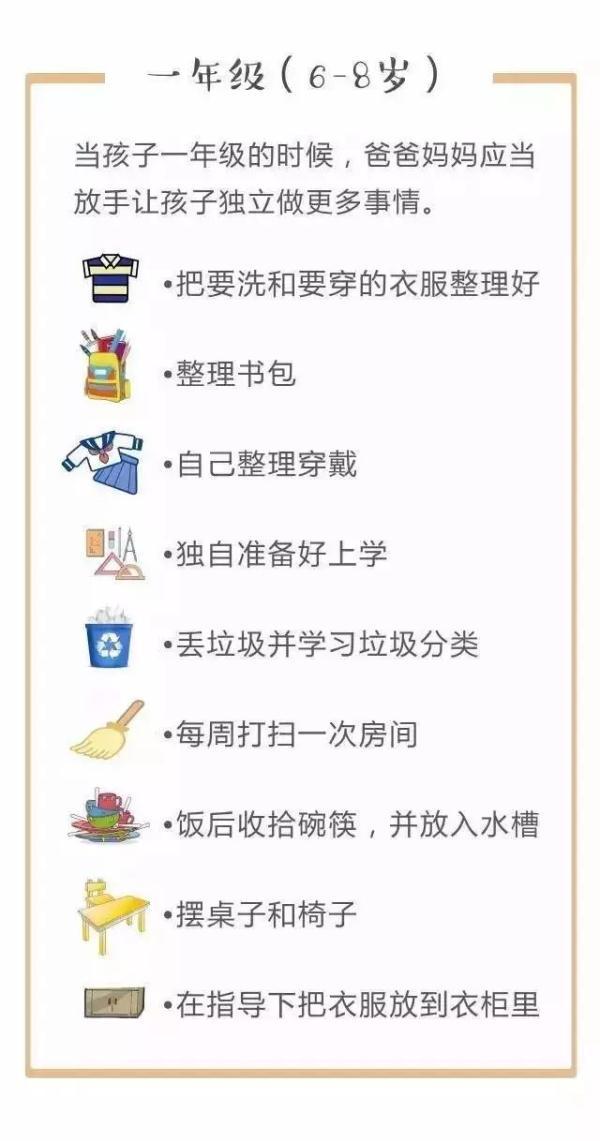 一年级(6-8岁)
当孩子一年级的时候，爸爸妈妈应当
放手让孩子独立做更多事情。
•把要洗和要穿的衣服整理好
•整理书包
•自己整理穿戴
•独自准备好上学
•丢垃圾并学习垃圾分类
•每周打扫一次房间
•饭后收拾碗筷，并放入水槽
•摆桌子和椅子
•在指导下把衣服放到衣柜里